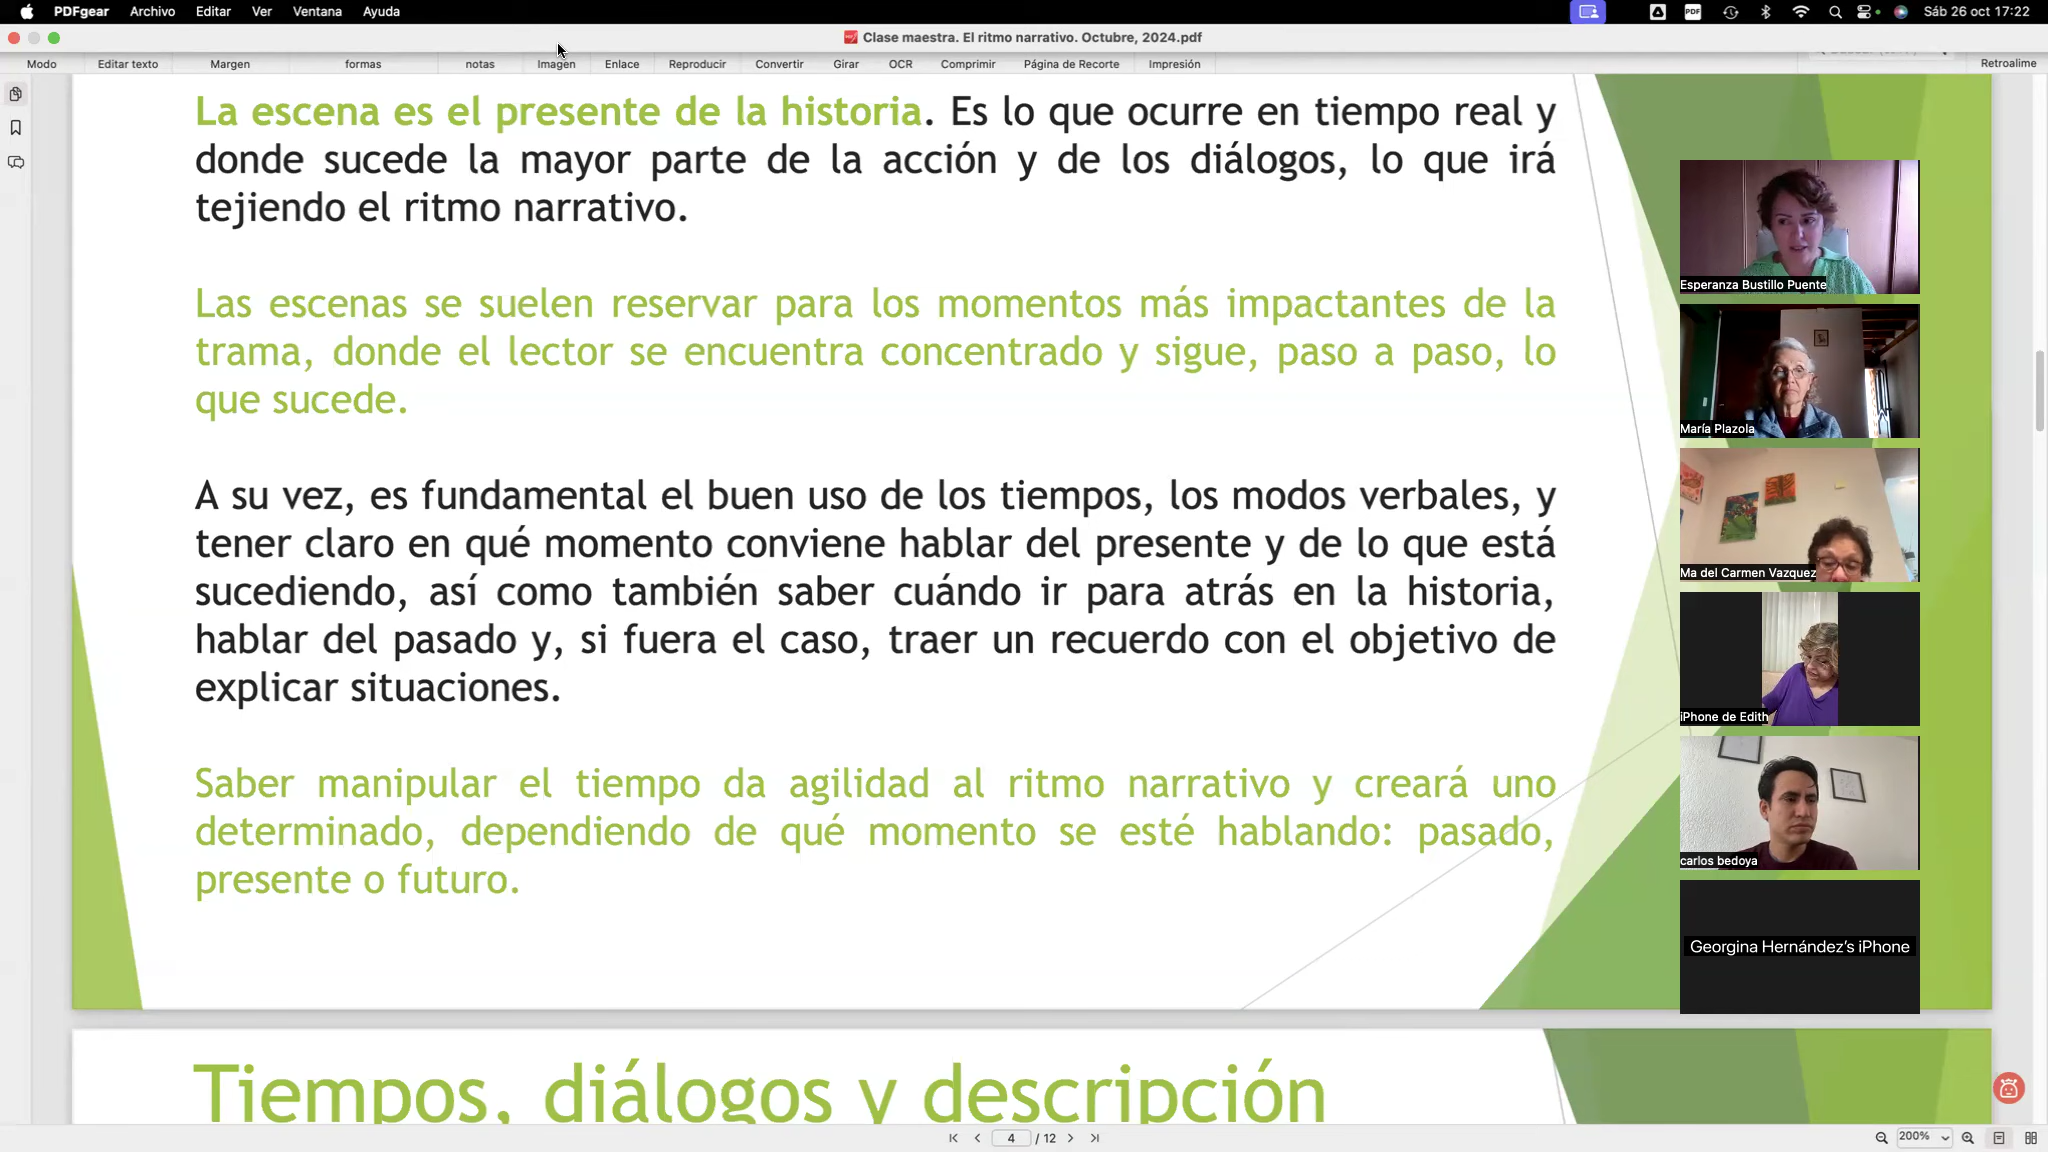 PDFgear Archivo Editar Ver Ventana Ayuda
Sáb 26 oct 17:22
Clase maestra. El ritmo narrativo. Octubre, 2024.pdf
Modo Editar texto Margen formas notas Imagen Enlace Reproducir Convertir Girar OCR Comprimir Página de Recorte Impresión Retroalime
La escena es el presente de la historia. Es lo que ocurre en tiempo real y
donde sucede la mayor parte de la acción y de los diálogos, lo que irá
tejiendo el ritmo narrativo.
Las escenas se suelen reservar para los momentos más impactantes de la
trama, donde el lector se encuentra concentrado y sigue, paso a paso, lo
que sucede.
A su vez, es fundamental el buen uso de los tiempos, los modos verbales, y
tener claro en qué momento conviene hablar del presente y de lo que está
sucediendo, así como también saber cuándo ir para atrás en la historia,
hablar del pasado y, si fuera el caso, traer un recuerdo con el objetivo de
explicar situaciones.
Saber manipular el tiempo da agilidad al ritmo narrativo y creará uno
determinado, dependiendo de qué momento se esté hablando: pasado,
presente o futuro.
Tiempos, diálogos y descripción
Esperanza Bustillo Puente
María Plazola
Ma del Carmen Vazquez
iPhone de Edith
carlos bedoya
Georgina Hernández's iPhone
4 / 12
200%